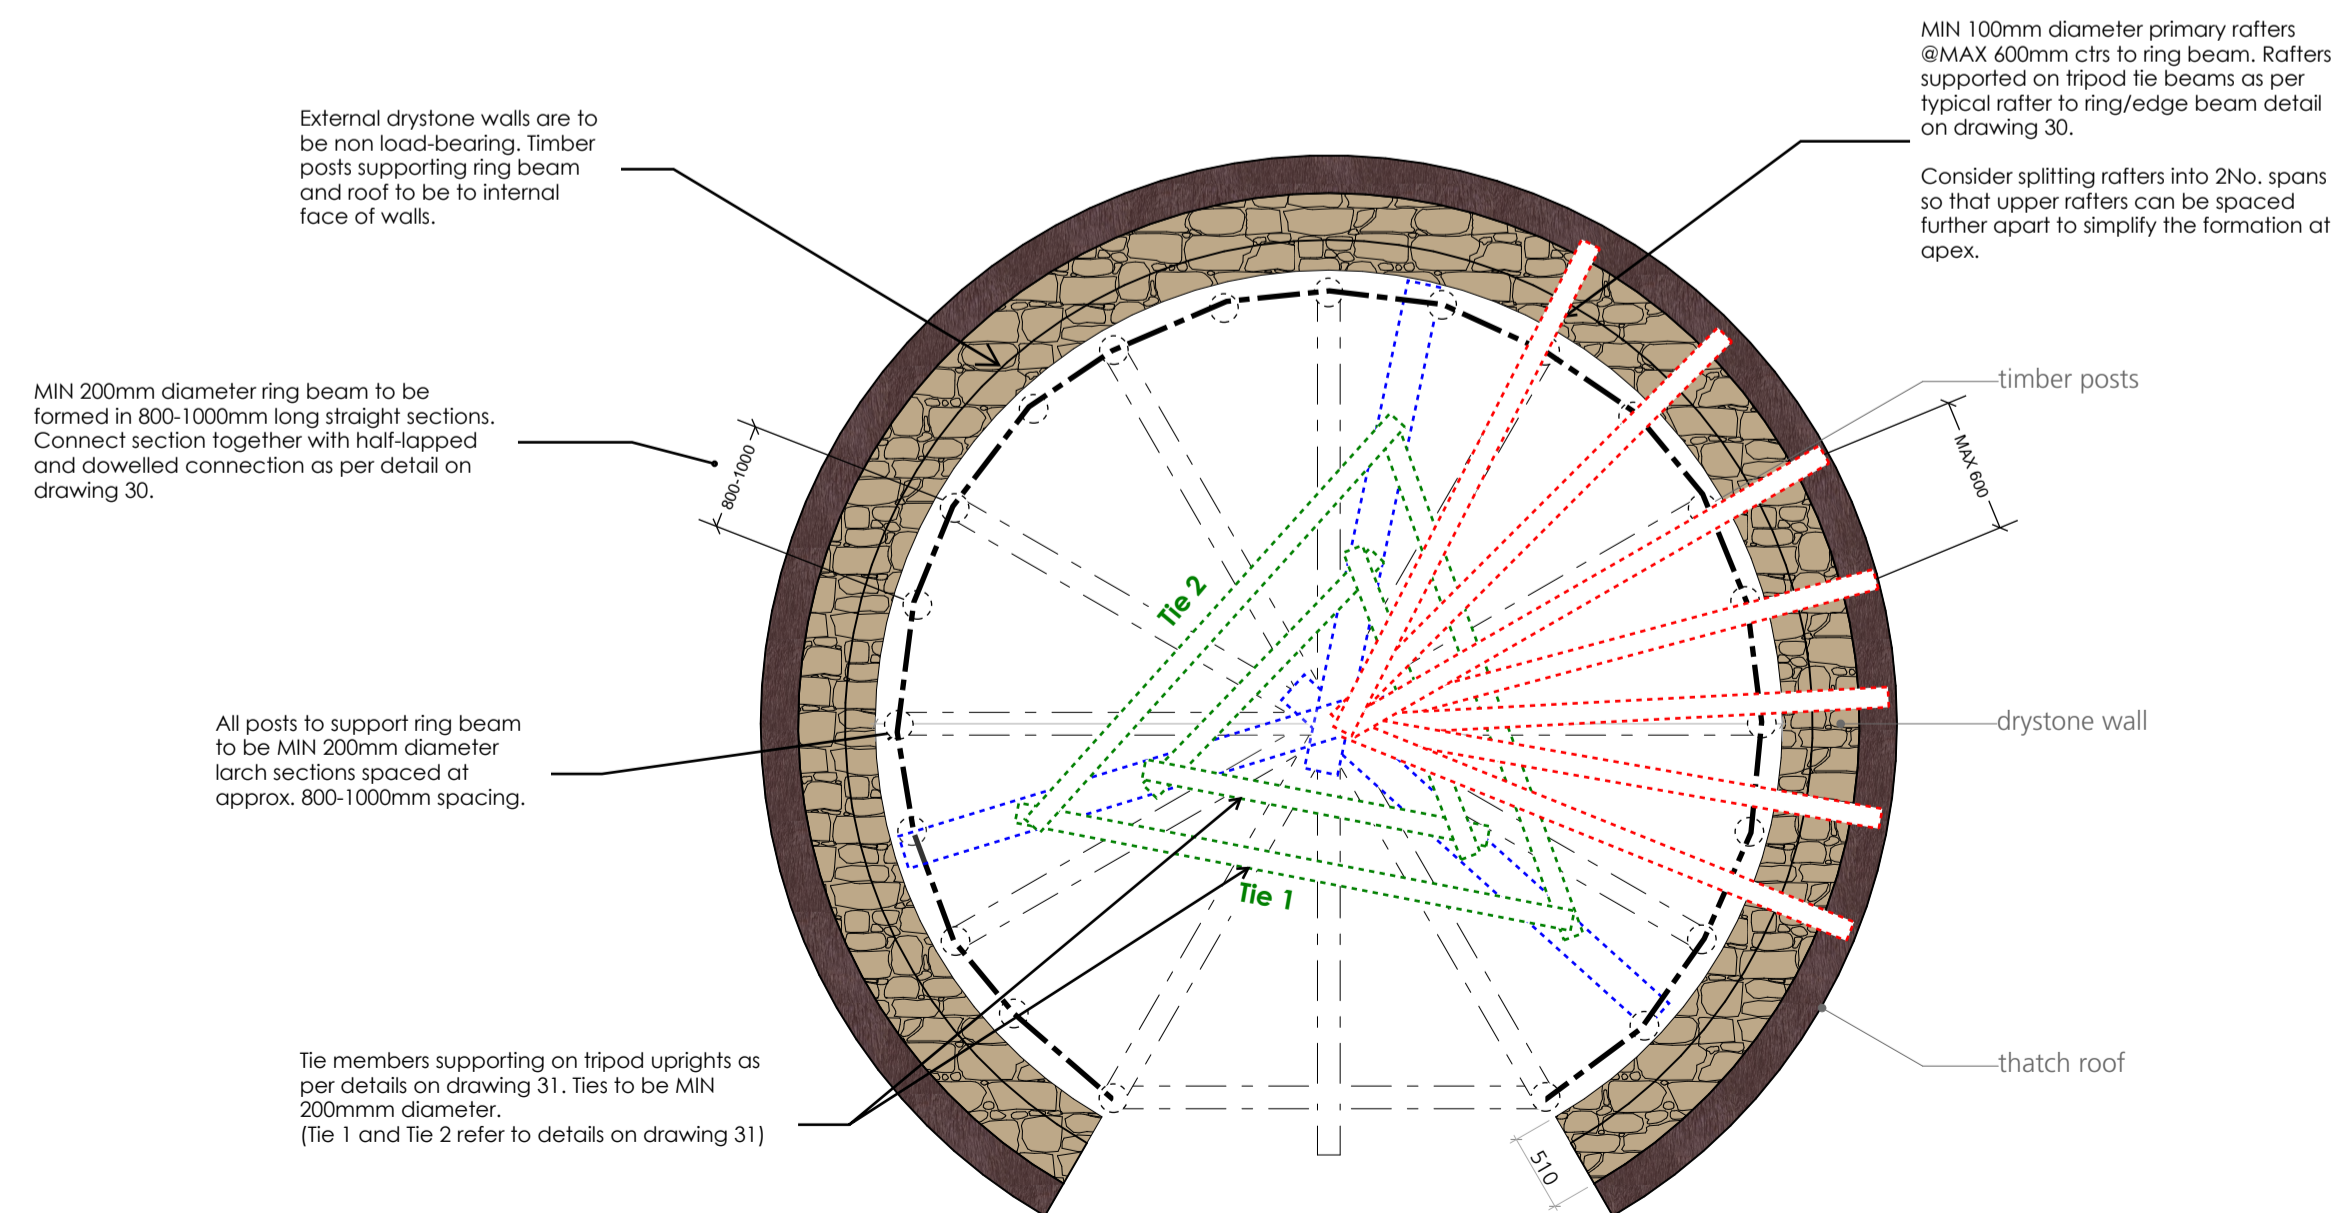 MIN 100mm diameter primary rafters
@MAX 600mm ctrs to ring beam. Rafters
supported on tripod tie beams as per
typical rafter to ring/edge beam detail
on drawing 30.
Consider splitting rafters into 2No. spans
so that upper rafters can be spaced
further apart to simplify the formation at
apex.
External drystone walls are to
be non load-bearing. Timber
posts supporting ring beam
and roof to be to internal
face of walls.
MIN 200mm diameter ring beam to be
formed in 800-1000mm long straight sections.
Connect section together with half-lapped
and dowelled connection as per detail on
drawing 30.
800-1000
timber posts
MAX 600
Tie 2
All posts to support ring beam
to be MIN 200mm diameter
larch sections spaced at
approx. 800-1000mm spacing.
drystone wall
Tie 1
Tie members supporting on tripod uprights as
per details on drawing 31. Ties to be MIN
200mmm diameter.
(Tie 1 and Tie 2 refer to details on drawing 31)
thatch roof
510